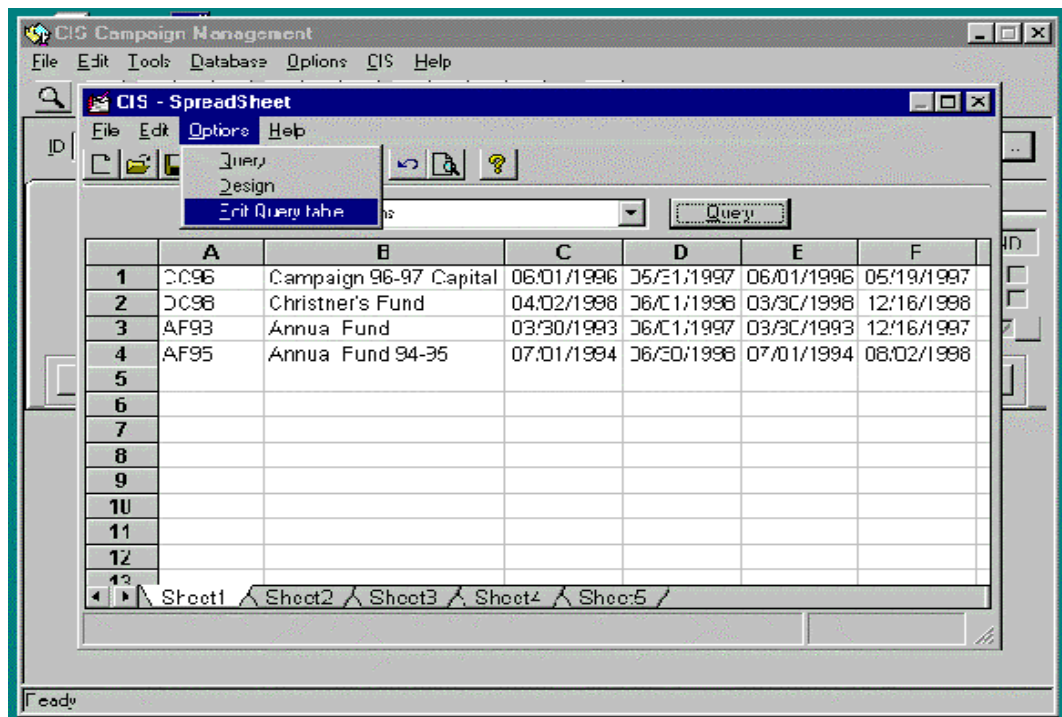 CIS Campaign Management
File Edit Tools Database Options CIS Help
CIS - SpreadSheet
File Edit Options Help
ID
Query
Design
Edit Query table
Query
A B C D E F
1 CC96 Campaign 96-97 Capital 06/01/1996 05/31/1997 06/01/1996 05/19/1997
2 DC98 Christner's Fund 04/02/1998 06/01/1998 03/30/1998 12/16/1998
3 AF93 Annual Fund 03/30/1993 06/01/1997 03/30/1993 12/16/1997
4 AF95 Annual Fund 94-95 07/01/1994 06/30/1998 07/01/1994 08/02/1998
5
6
7
8
9
10
11
12
13
Sheet1 Sheet2 Sheet3 Sheet4 Sheet5
Ready